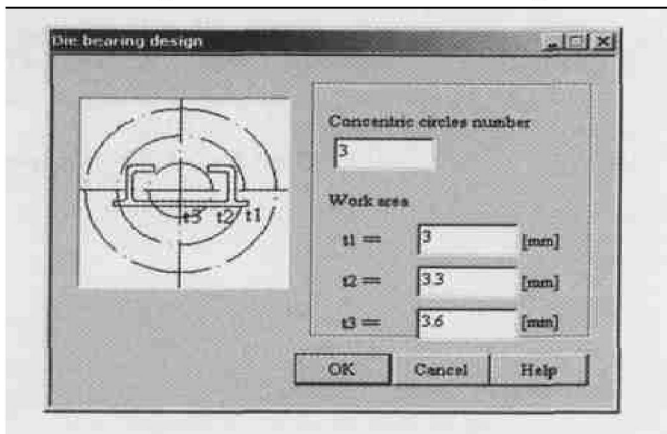 Die bearing design
t3 t2 t1
Concentric circles number
3
Work area
t1 = 3 [mm]
t2 = 3.3 [mm]
t3 = 3.6 [mm]
OK Cancel Help